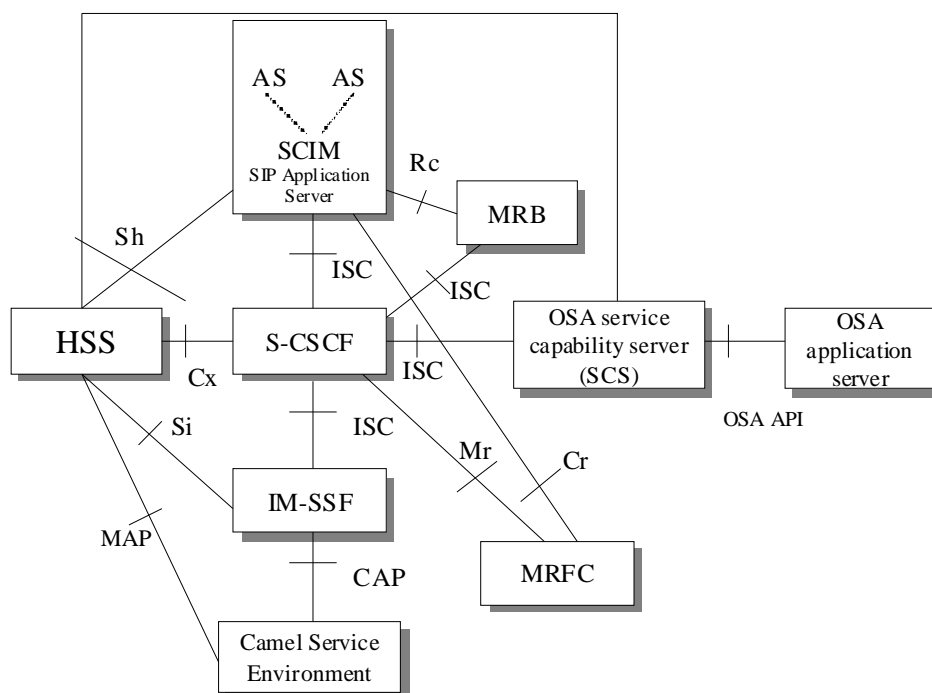 AS AS
SCIM
SIP Application
Server
Rc
MRB
Sh
ISC
ISC
HSS
S-CSCF
OSA service
capability server
(SCS)
OSA
application
server
Cx
ISC
Si
ISC
OSA API
Mr
Cr
IM-SSF
MAP
CAP
MRFC
Camel Service
Environment